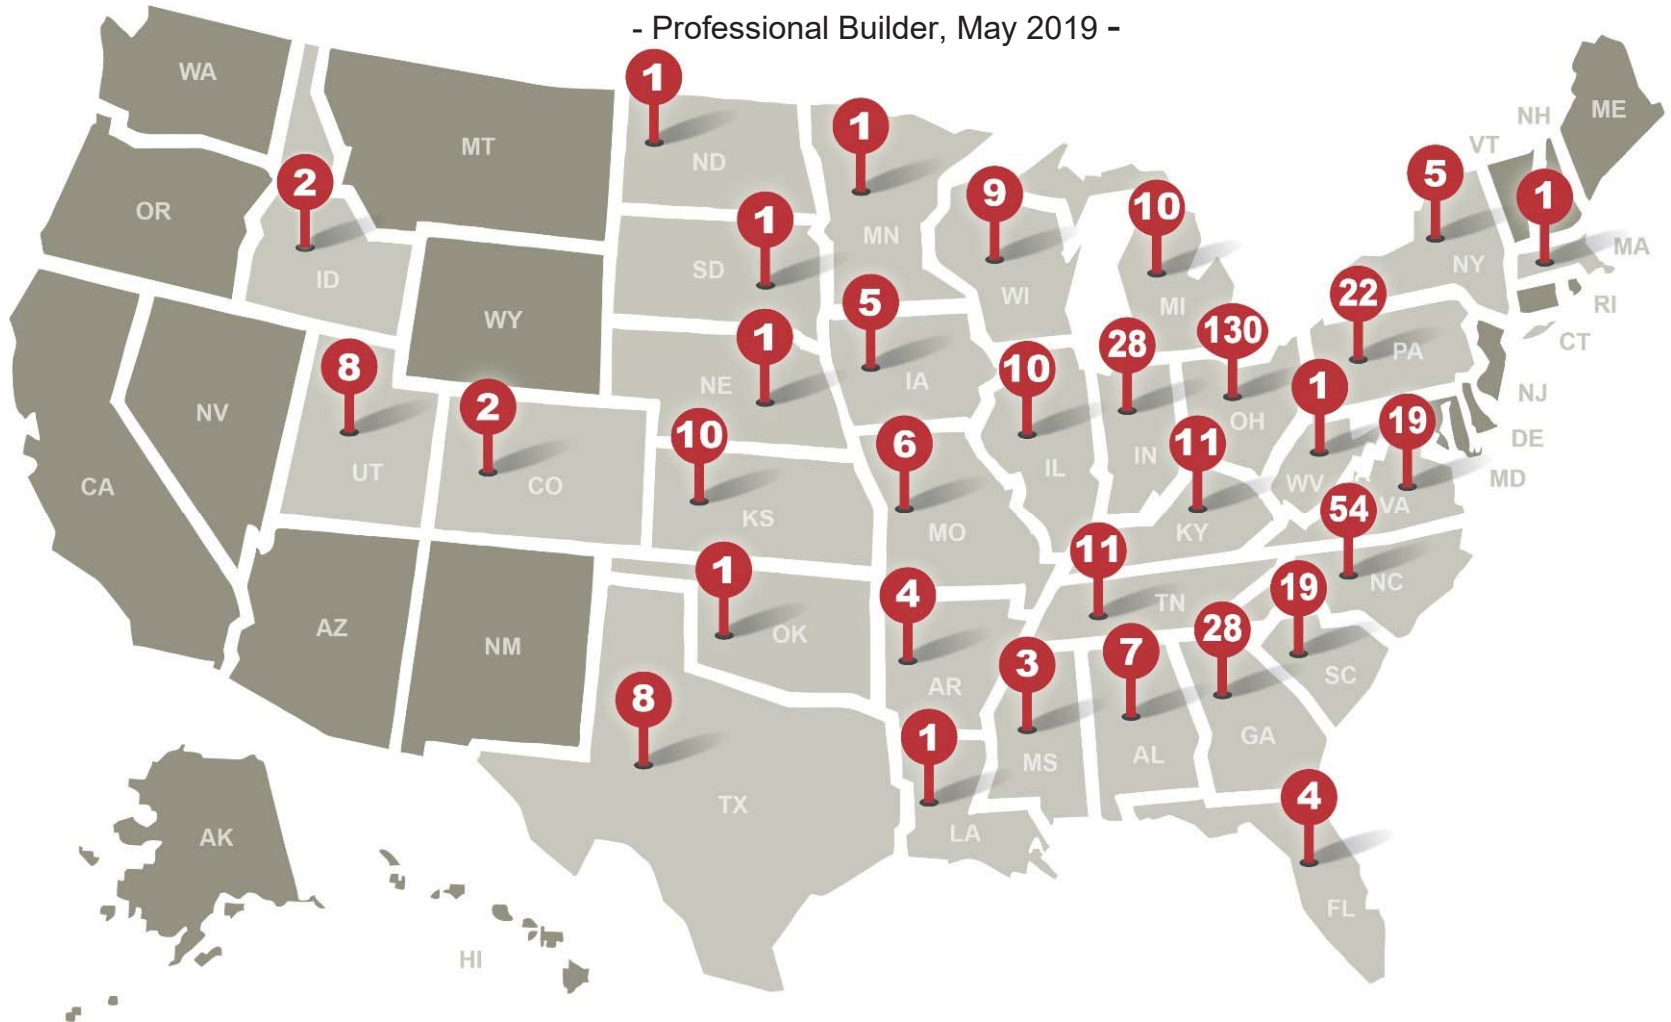 - Professional Builder, May 2019 -
WA
MT
OR
ID
2
ND
1
MN
1
SD
1
WI
9
MI
10
NY
5
VT
NH
ME
1
MA
RI
CT
WY
NE
1
IA
5
IL
10
IN
28
OH
130
PA
22
NJ
DE
MD
NV
UT
8
CO
2
KS
10
MO
6
KY
11
WV
1
VA
19
CA
AZ
NM
OK
1
AR
4
TN
11
NC
54
SC
19
TX
8
LA
1
MS
3
AL
7
GA
28
FL
4
AK
HI